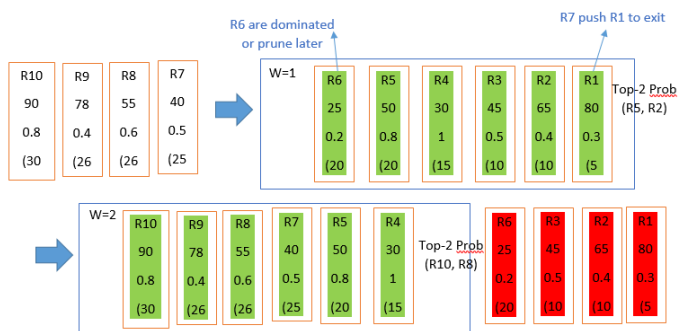 R6 are dominated
or prune later
R7 push R1 to exit
R10
90
0.8
(30
R9
78
0.4
(26
R8
55
0.6
(26
R7
40
0.5
(25
W=1
R6
25
0.2
(20
R5
50
0.8
(20
R4
30
1
(15
R3
45
0.5
(10
R2
65
0.4
(10
R1
80
0.3
(5
Top-2 Prob
(R5, R2)
W=2
R10
90
0.8
(30
R9
78
0.4
(26
R8
55
0.6
(26
R7
40
0.5
(25
R5
50
0.8
(20
R4
30
1
(15
Top-2 Prob
(R10, R8)
R6
25
0.2
(20
R3
45
0.5
(10
R2
65
0.4
(10
R1
80
0.3
(5